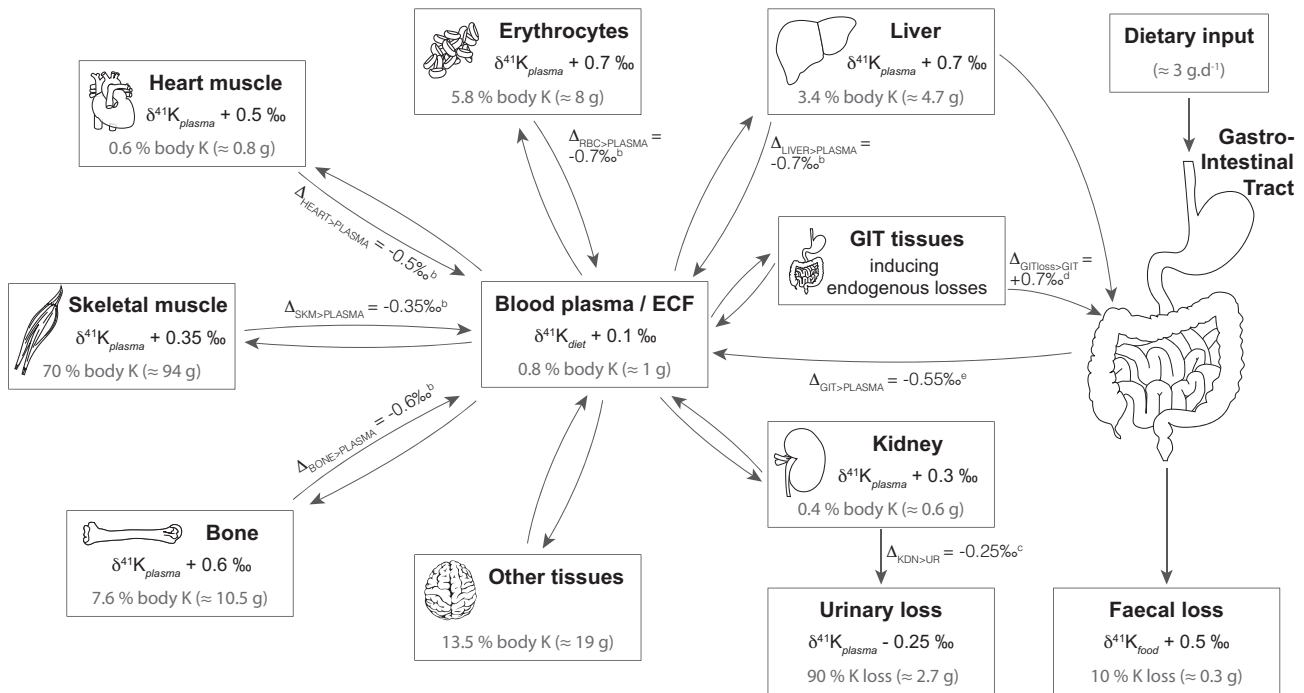 Erythrocytes
δ⁴¹Kplasma + 0.7 ‰
5.8 % body K (≈ 8 g)
Liver
δ⁴¹Kplasma + 0.7 ‰
3.4 % body K (≈ 4.7 g)
Dietary input
(≈ 3 g.d⁻¹)
Heart muscle
δ⁴¹Kplasma + 0.5 ‰
0.6 % body K (≈ 0.8 g)
ΔRBC>PLASMA =
-0.7‰ᵇ
ΔLIVER>PLASMA =
-0.7‰ᵇ
Gastro-
Intestinal
Tract
ΔHEART>PLASMA = -0.5‰ᵇ
GIT tissues
inducing
endogenous losses
ΔGITloss>GIT =
+0.7‰ᵈ
Skeletal muscle
δ⁴¹Kplasma + 0.35 ‰
70 % body K (≈ 94 g)
ΔSKM>PLASMA = -0.35‰ᵇ
Blood plasma / ECF
δ⁴¹Kdiet + 0.1 ‰
0.8 % body K (≈ 1 g)
ΔGIT>PLASMA = -0.55‰ᵉ
ΔBONE>PLASMA = -0.6‰ᵇ
Kidney
δ⁴¹Kplasma + 0.3 ‰
0.4 % body K (≈ 0.6 g)
Bone
δ⁴¹Kplasma + 0.6 ‰
7.6 % body K (≈ 10.5 g)
ΔKDN>UR = -0.25‰ᶜ
Other tissues
13.5 % body K (≈ 19 g)
Urinary loss
δ⁴¹Kplasma - 0.25 ‰
90 % K loss (≈ 2.7 g)
Faecal loss
δ⁴¹Kfood + 0.5 ‰
10 % K loss (≈ 0.3 g)